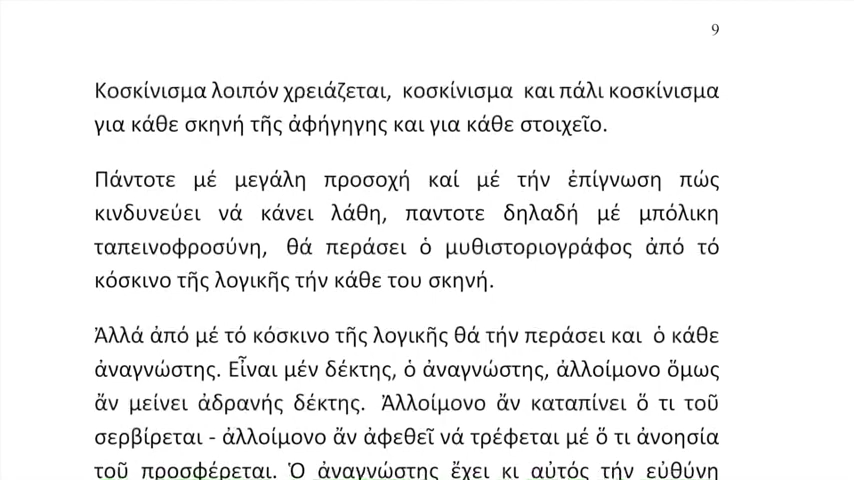 9
Κοσκίνισμα λοιπόν χρειάζεται, κοσκίνισμα και πάλι κοσκίνισμα
για κάθε σκηνή τῆς ἀφήγηγης και για κάθε στοιχεῖο.
Πάντοτε μέ μεγάλη προσοχή καί μέ τήν ἐπίγνωση πώς
κινδυνεύει νά κάνει λάθη, παντοτε δηλαδή μέ μπόλικη
ταπεινοφροσύνη, θά περάσει ὁ μυθιστοριογράφος ἀπό τό
κόσκινο τῆς λογικῆς τήν κάθε του σκηνή.
Ἀλλά ἀπό μέ τό κόσκινο τῆς λογικῆς θά τήν περάσει και ὁ κάθε
ἀναγνώστης. Εἶναι μέν δέκτης, ὁ ἀναγνώστης, ἀλλοίμονο ὅμως
ἄν μείνει ἀδρανής δέκτης. Ἀλλοίμονο ἄν καταπίνει ὅ τι τοῦ
σερβίρεται - ἀλλοίμονο ἄν ἀφεθεῖ νά τρέφεται μέ ὅ τι ἀνοησία
τοῦ προσφέρεται. Ὁ ἀναγνώστης ἔχει κι αὐτός τήν εὐθύνη